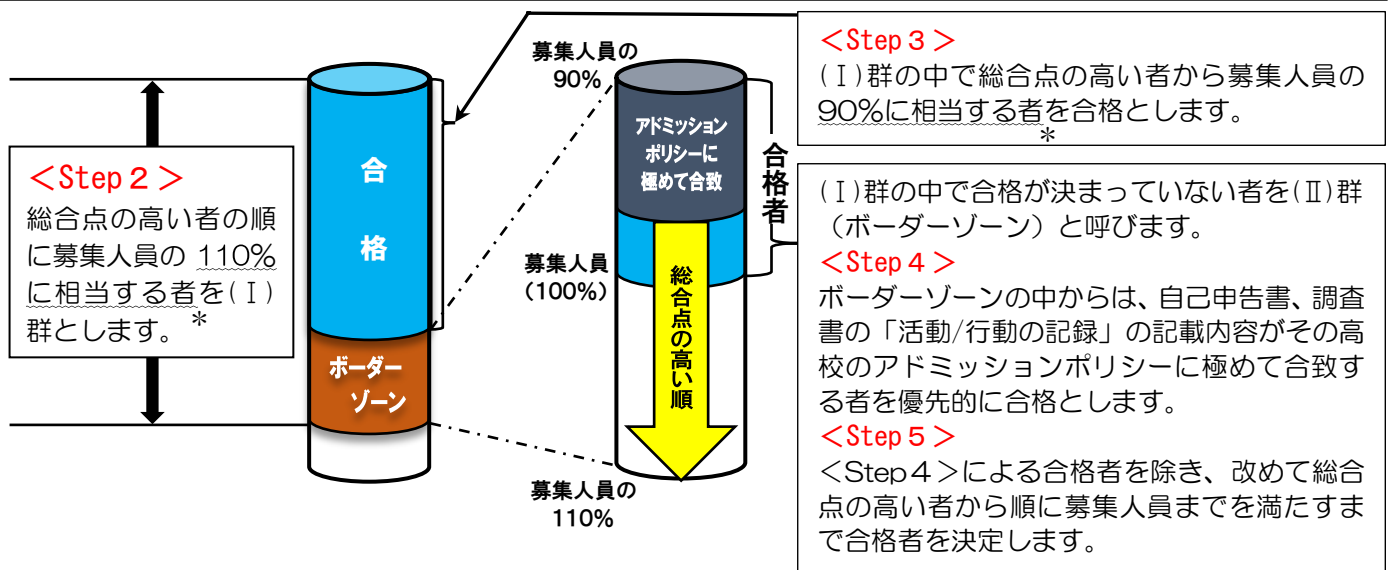 <Step2>
総合点の高い者の順
に募集人員の 110%
に相当する者を(Ⅰ)
群とします。 *
合
格
ボーダー
ゾーン
募集人員の
90%
募集人員
(100%)
募集人員の
110%
アドミッション
ポリシーに
極めて合致
総合点の高い順
合格者
<Step3>
(Ⅰ)群の中で総合点の高い者から募集人員の
90%に相当する者を合格とします。
*
(Ⅰ)群の中で合格が決まっていない者を(Ⅱ)群
(ボーダーゾーン)と呼びます。
<Step4>
ボーダーゾーンの中からは、自己申告書、調査
書の「活動/行動の記録」の記載内容がその高
校のアドミッションポリシーに極めて合致す
る者を優先的に合格とします。
<Step5>
<Step4>による合格者を除き、改めて総合
点の高い者から順に募集人員までを満たすま
で合格者を決定します。